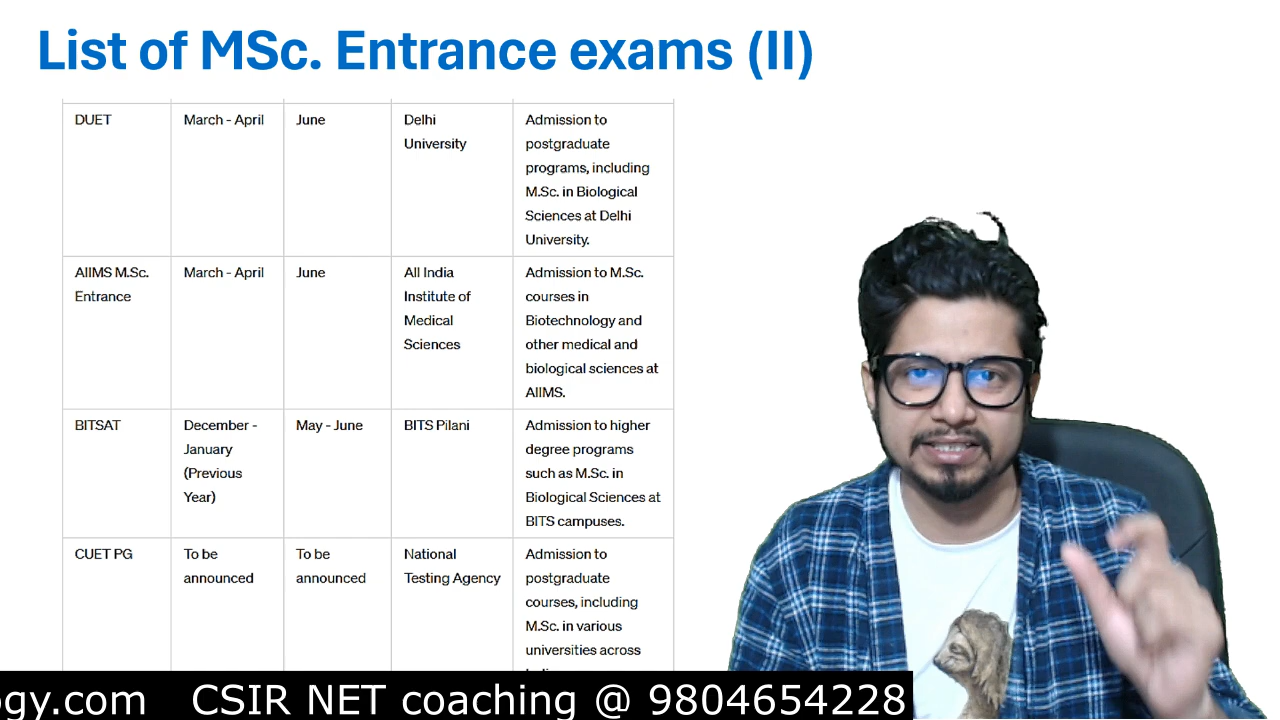 List of MSc. Entrance exams (II)
DUET
March - April
June
Delhi
University
Admission to
postgraduate
programs, including
M.Sc. in Biological
Sciences at Delhi
University.
AIIMS M.Sc.
Entrance
March - April
June
All India
Institute of
Medical
Sciences
Admission to M.Sc.
courses in
Biotechnology and
other medical and
biological sciences at
AIIMS.
BITSAT
December -
January
(Previous
Year)
May - June
BITS Pilani
Admission to higher
degree programs
such as M.Sc. in
Biological Sciences at
BITS campuses.
CUET PG
To be
announced
To be
announced
National
Testing Agency
Admission to
postgraduate
courses, including
M.Sc. in various
universities across
ogy.com CSIR NET coaching @ 9804654228